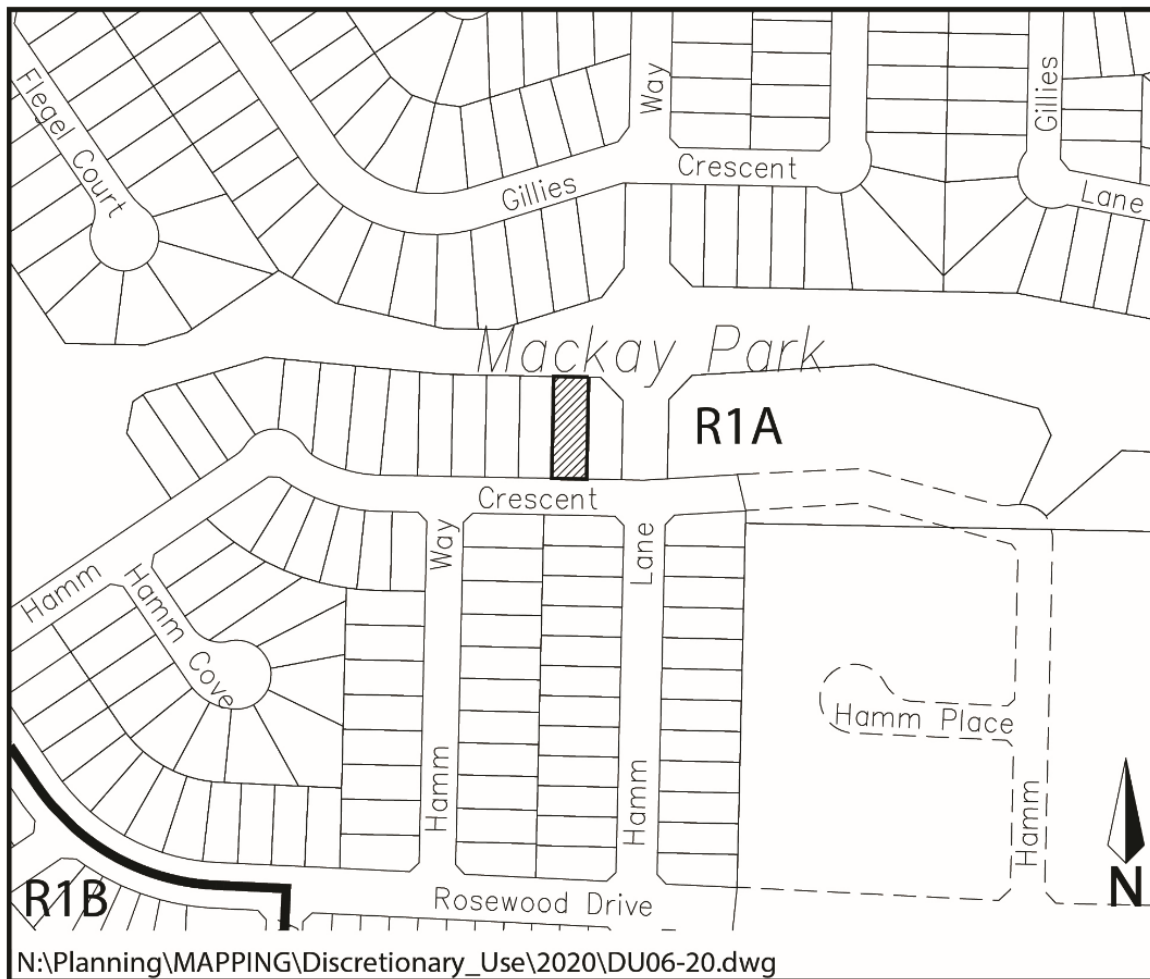 Flegel Court
Way
Gillies
Crescent
Gillies
Lane
Mackay Park
R1A
Crescent
Hamm
Way
Lane
Hamm Cove
Hamm Place
Hamm
Hamm
Hamm
R1B
Rosewood Drive
N
N:\Planning\MAPPING\Discretionary_Use\2020\DU06-20.dwg